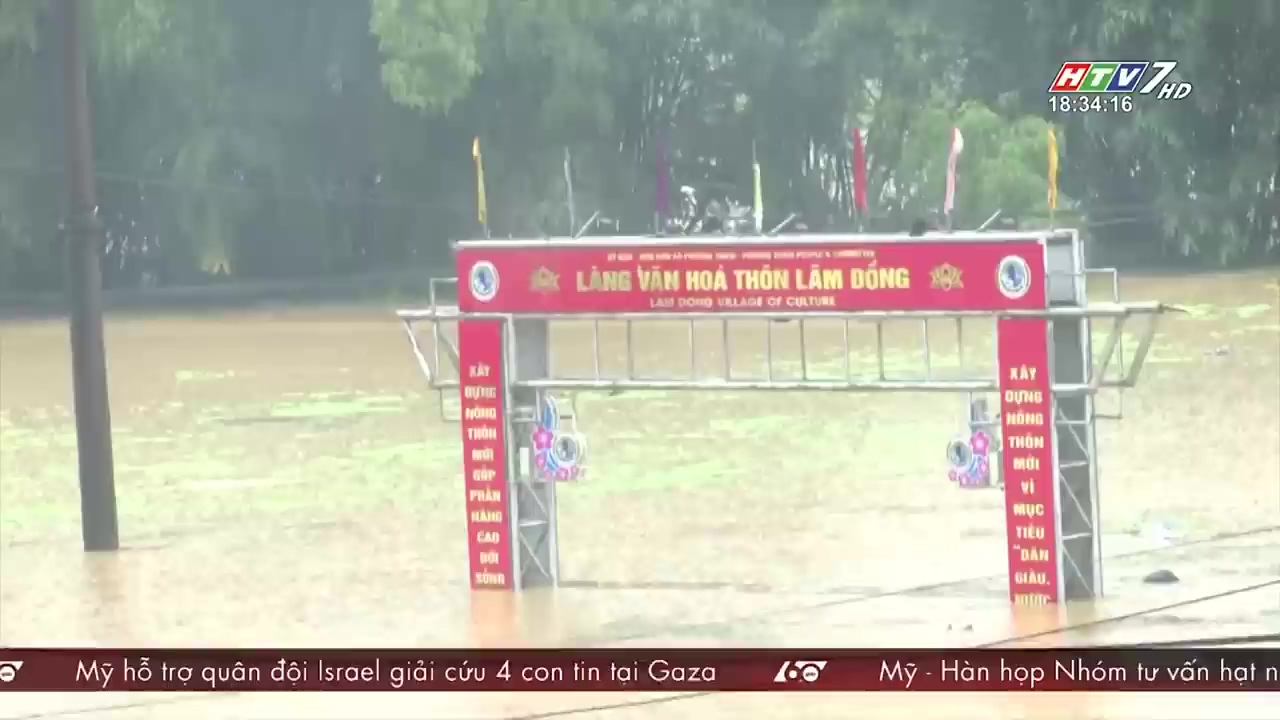 HTV7 HD
18:34:16
LÀNG VĂN HOÁ THÔN LÂM ĐỒNG
LAM DONG VILLAGE OF CULTURE
XÂY
DỰNG
NÔNG
THÔN
MỚI
GÓP
PHẦN
NÂNG
CAO
ĐỜI
SỐNG
XÂY
DỰNG
NÔNG
THÔN
MỚI
VÌ
MỤC
TIÊU
"DÂN
GIÀU,
NƯỚC
Mỹ hỗ trợ quân đội Israel giải cứu 4 con tin tại Gaza
Mỹ - Hàn họp Nhóm tư vấn hạt n